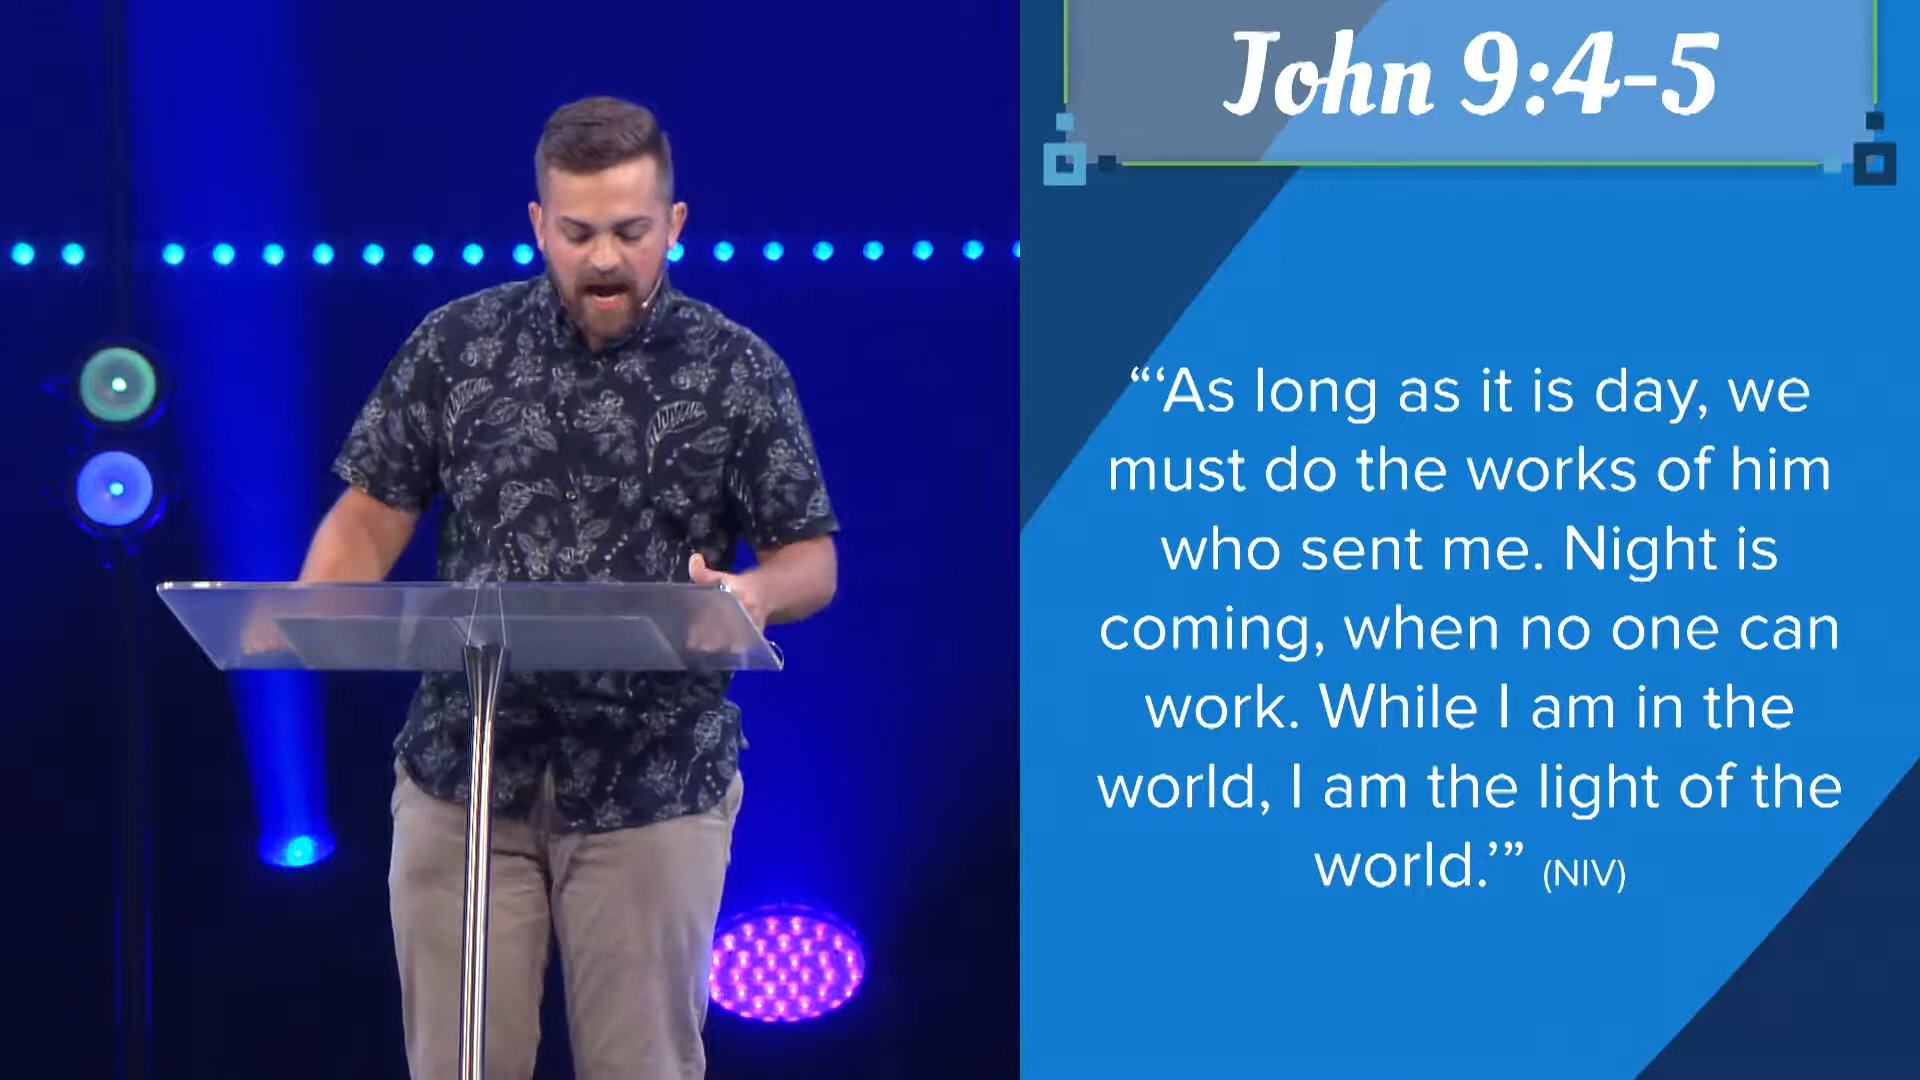 John 9:4-5
“‘As long as it is day, we
must do the works of him
who sent me. Night is
coming, when no one can
work. While I am in the
world, I am the light of the
world.’” (NIV)